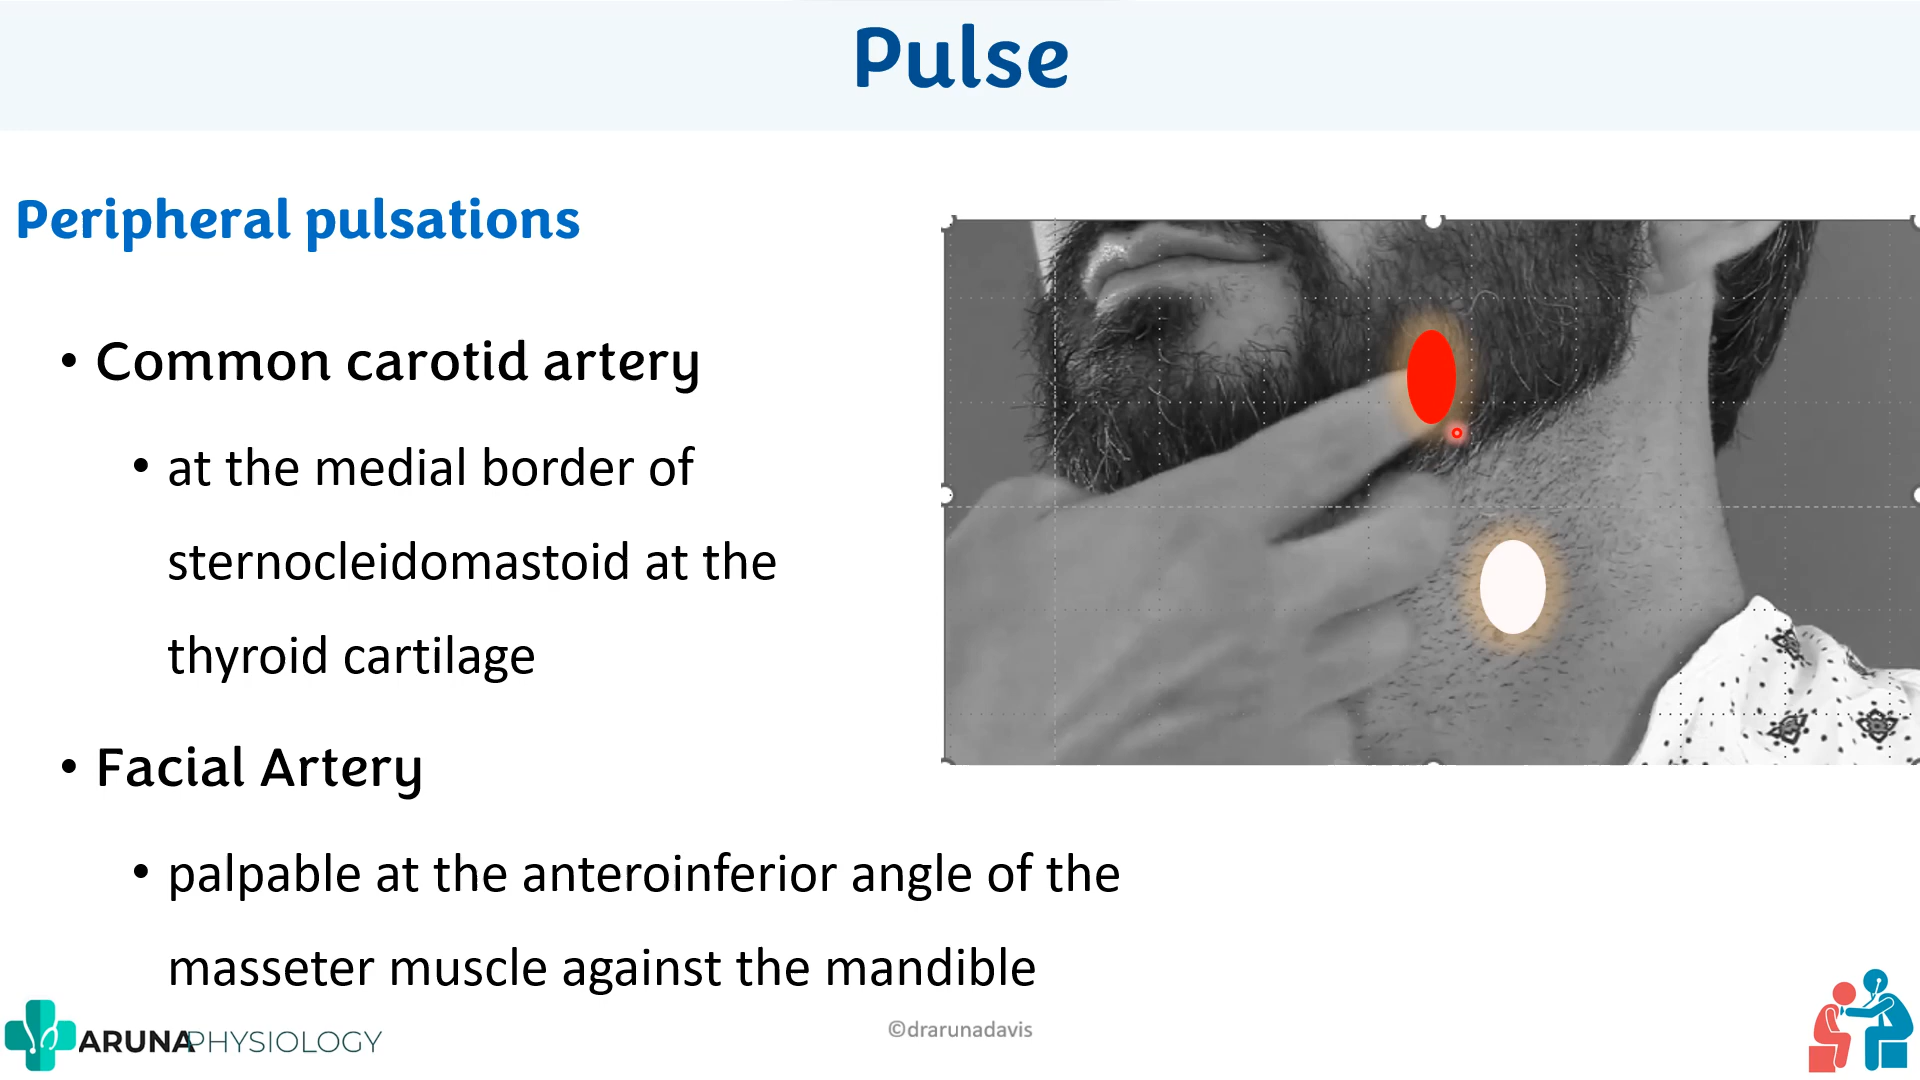 Pulse
Peripheral pulsations
• Common carotid artery
• at the medial border of
sternocleidomastoid at the
thyroid cartilage
• Facial Artery
• palpable at the anteroinferior angle of the
masseter muscle against the mandible
ARUNAPHYSIOLOGY
©drarunadavis